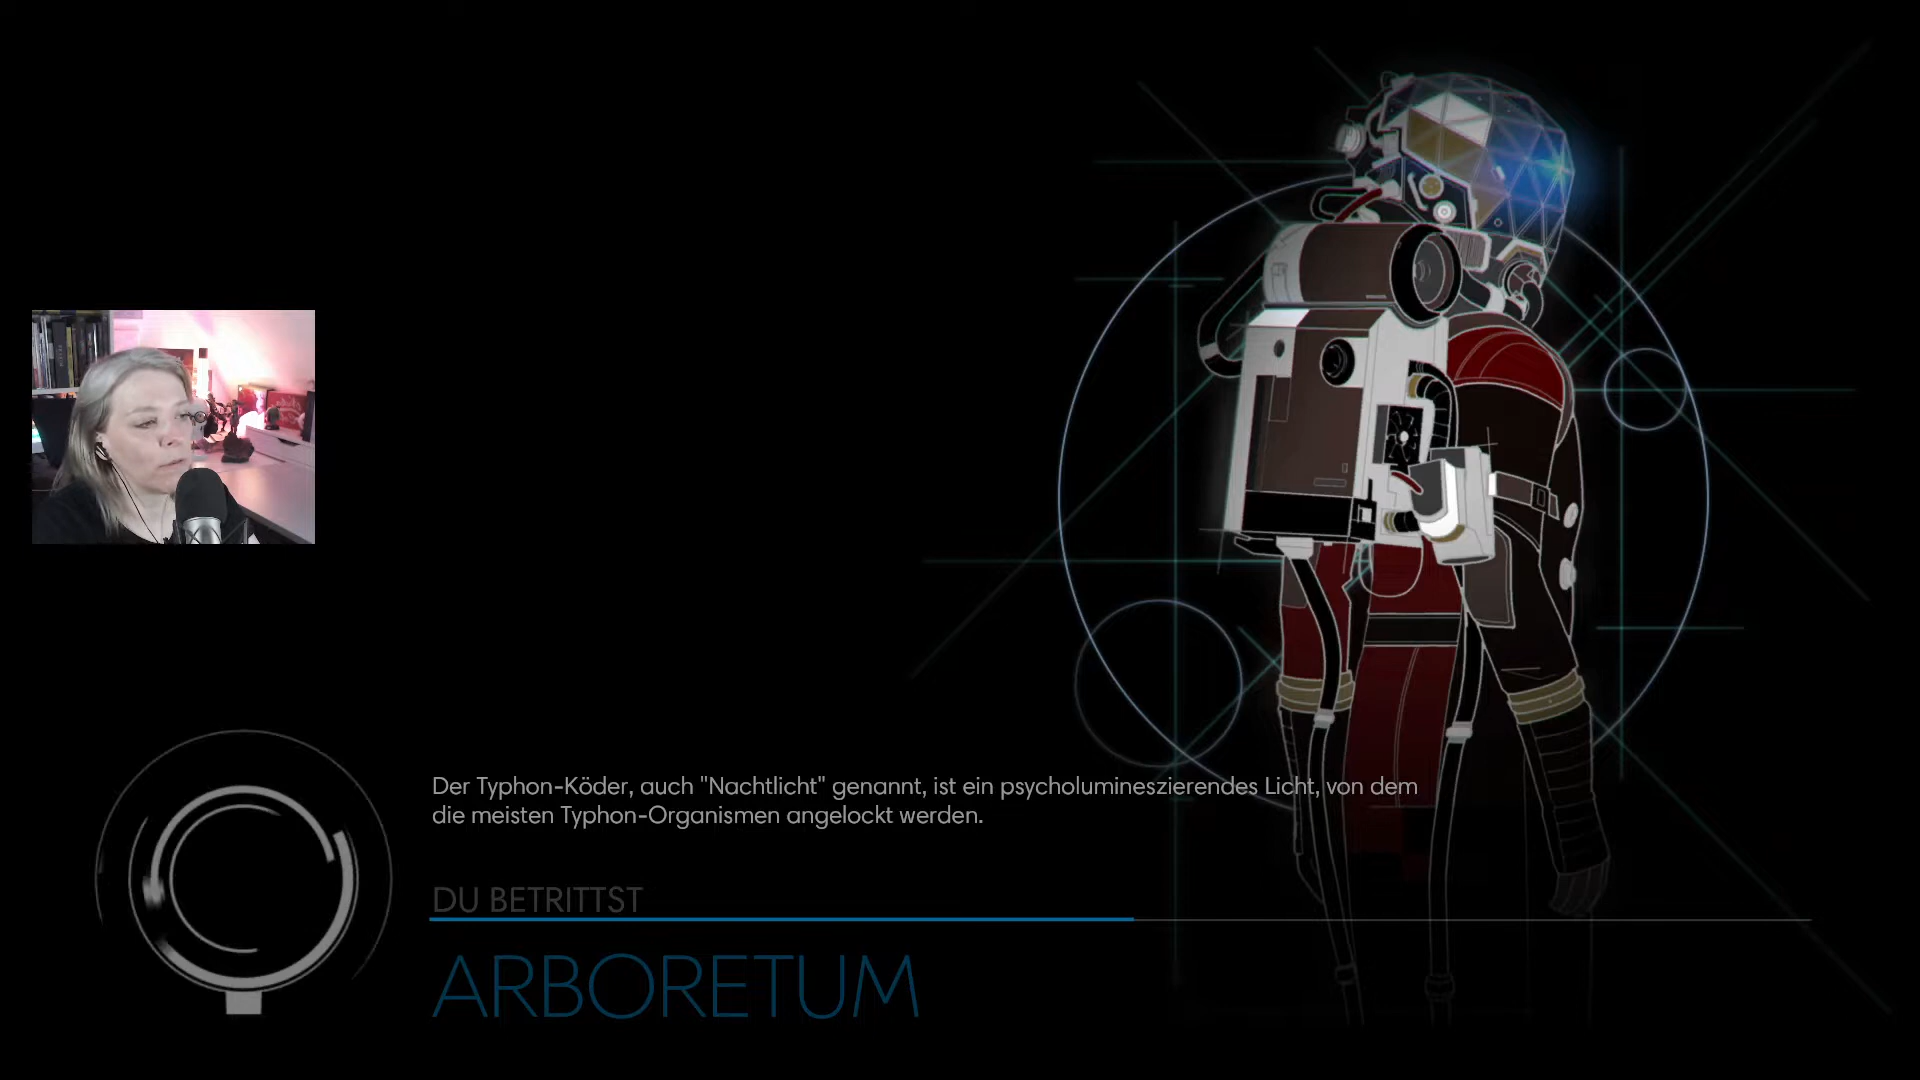 Der Typhon-Köder, auch "Nachtlicht" genannt, ist ein psycholumineszierendes Licht, von dem
die meisten Typhon-Organismen angelockt werden.
DU BETRITTST
ARBORETUM